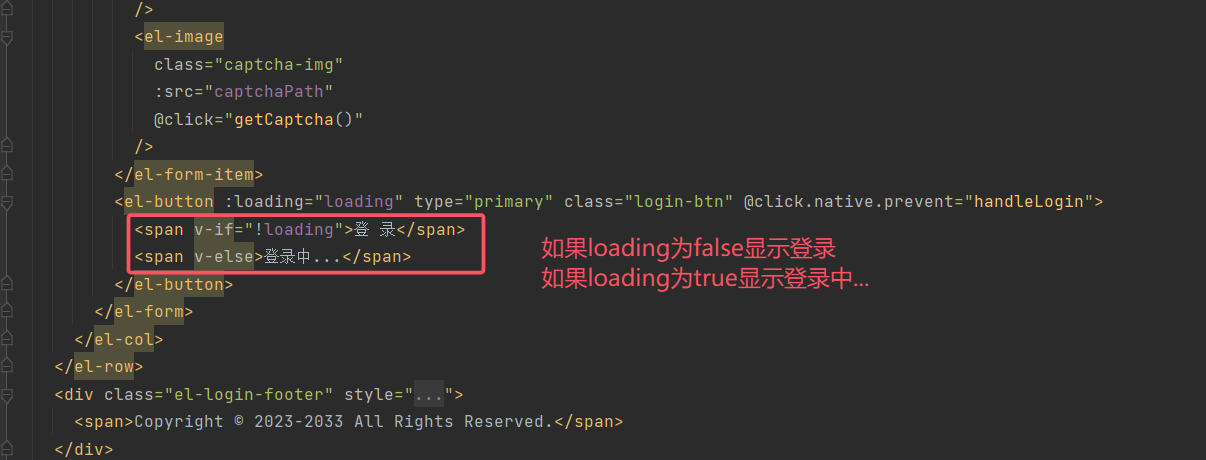 />
<el-image
class="captcha-img"
:src="captchaPath"
@click="getCaptcha()"
/>
</el-form-item>
<el-button :loading="loading" type="primary" class="login-btn" @click.native.prevent="handleLogin">
<span v-if="!loading">登 录</span>
<span v-else>登录中...</span>
如果loading为false显示登录
如果loading为true显示登录中...
</el-button>
</el-form>
</el-col>
</el-row>
<div class="el-login-footer" style="...">
<span>Copyright © 2023-2033 All Rights Reserved.</span>
</div>